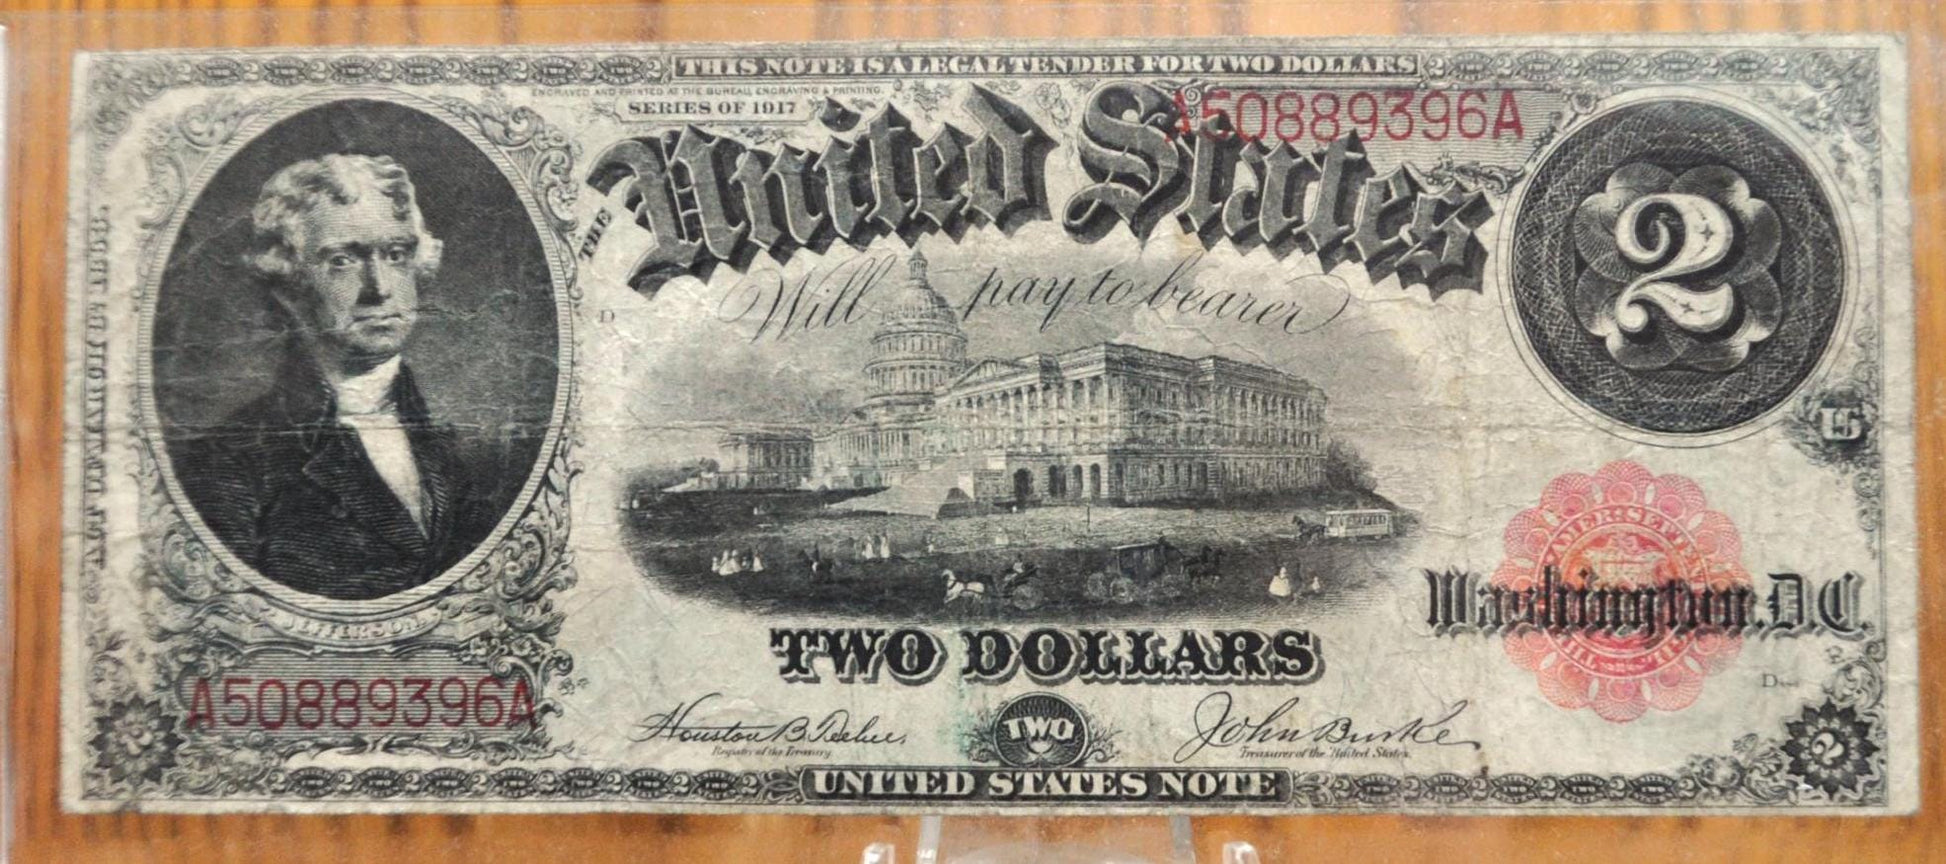 THIS NOTE IS A LEGAL TENDER FOR TWO DOLLARS
ENGRAVED AND PRINTED AT THE BUREAU, ENGRAVING & PRINTING.
SERIES OF 1917
A50889396A
THE
United States
2
Will pay to bearer
D
JEFFERSON
A50889396A
TWO DOLLARS
Washington, D.C.
D
Houston B. Teehee,
Register of the Treasury.
TWO
John Burke
Treasurer of the United States.
2
UNITED STATES NOTE